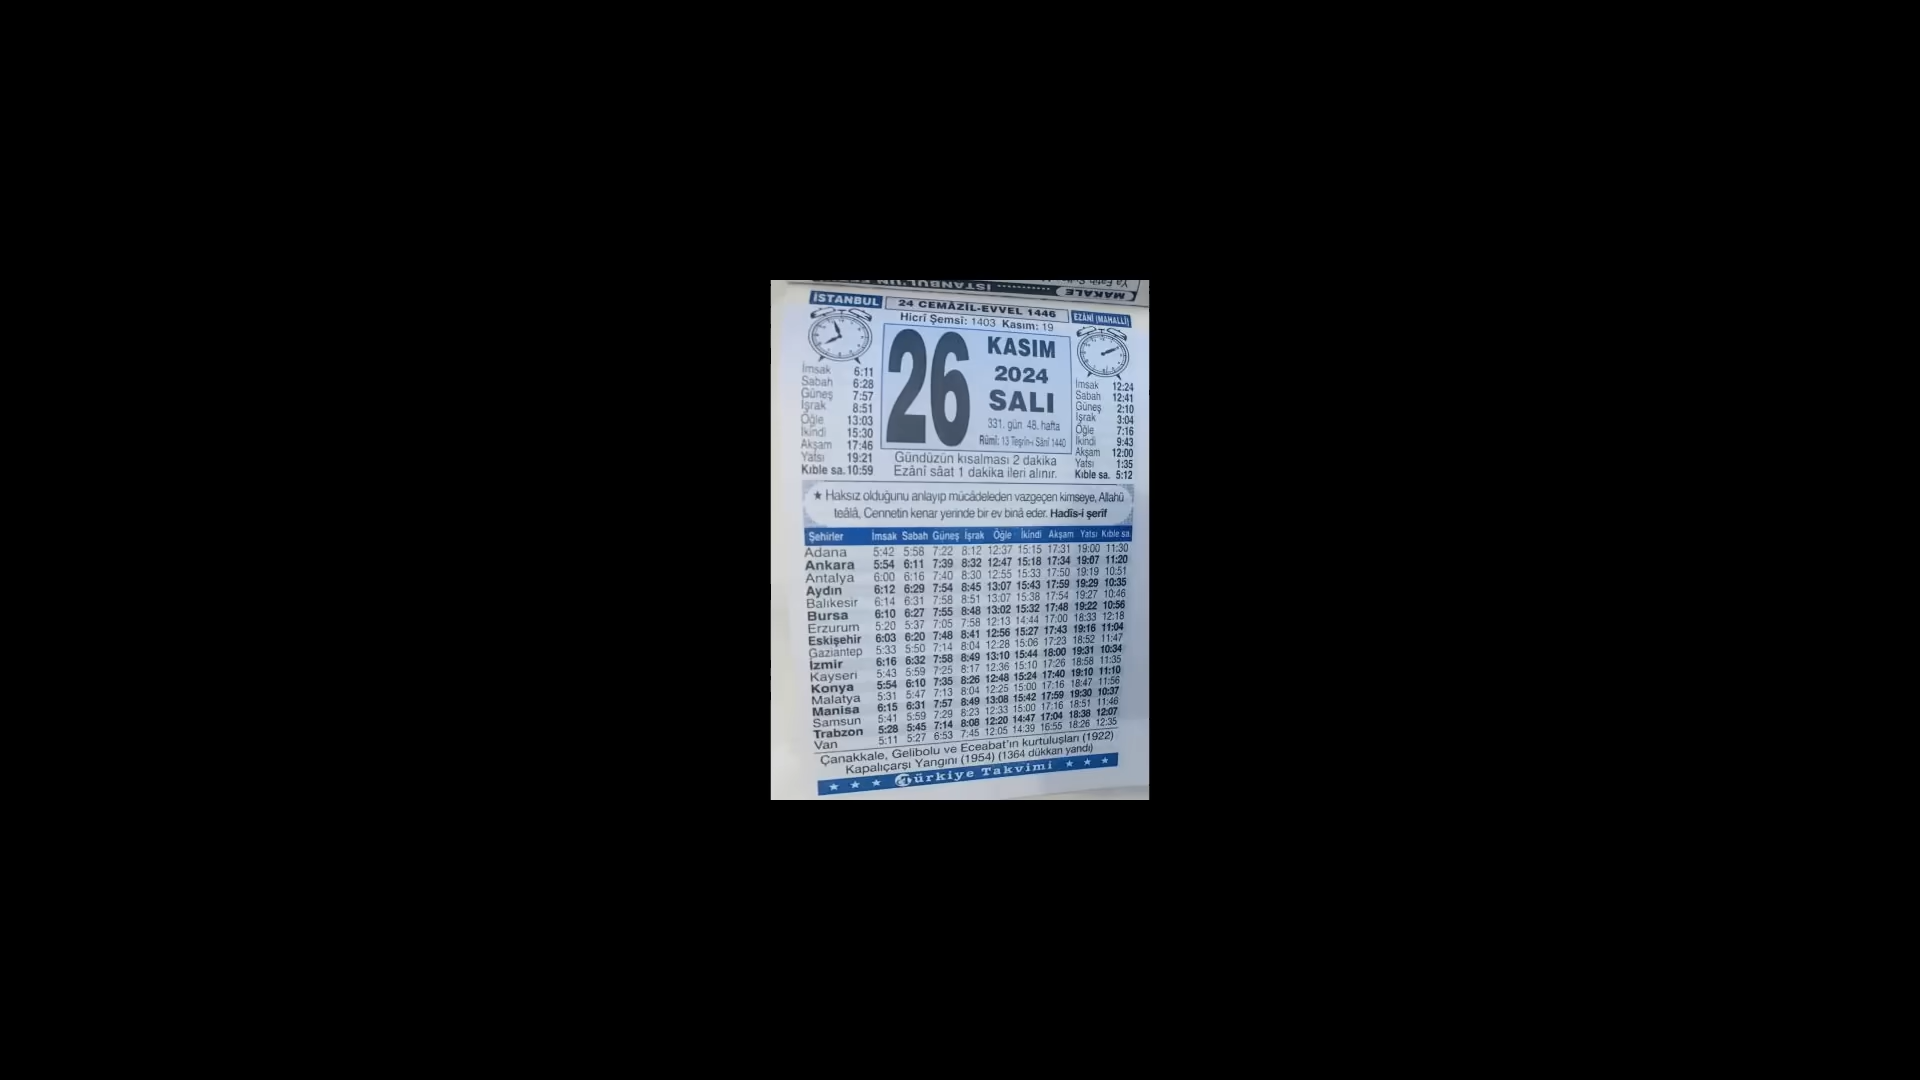 MAKALE ............ İSTANBUL'UN
İSTANBUL
24 CEMÂZİL-EVVEL 1446
Hicrî Şemsî: 1403 Kasım: 19
EZÂNÎ (MAHALLÎ)
26
KASIM
2024
SALI
331. gün 48. hafta
Rûmî: 13 Teşrîn-i Sânî 1440
İmsak 6:11
Sabah 6:28
Güneş 7:57
İşrak 8:51
Öğle 13:03
İkindi 15:30
Akşam 17:46
Yatsı 19:21
Kıble sa. 10:59
İmsak 12:24
Sabah 12:41
Güneş 2:10
İşrak 3:04
Öğle 7:16
İkindi 9:43
Akşam 12:00
Yatsı 1:35
Kıble sa. 5:12
Gündüzün kısalması 2 dakika
Ezânî sâat 1 dakika ileri alınır.
★ Haksız olduğunu anlayıp mücâdeleden vazgeçen kimseye, Allahü
teâlâ, Cennetin kenar yerinde bir ev binâ eder. Hadîs-i şerîf
Şehirler İmsak Sabah Güneş İşrak Öğle İkindi Akşam Yatsı Kıble sa.
Adana 5:42 5:58 7:22 8:12 12:37 15:15 17:31 19:00 11:30
Ankara 5:54 6:11 7:39 8:32 12:47 15:18 17:34 19:07 11:20
Antalya 6:00 6:16 7:40 8:30 12:55 15:33 17:50 19:19 10:51
Aydın 6:12 6:29 7:54 8:45 13:07 15:43 17:59 19:29 10:35
Balıkesir 6:14 6:31 7:58 8:51 13:07 15:38 17:54 19:27 10:46
Bursa 6:10 6:27 7:55 8:48 13:02 15:32 17:48 19:22 10:56
Erzurum 5:20 5:37 7:05 7:58 12:13 14:44 17:00 18:33 12:18
Eskişehir 6:03 6:20 7:48 8:41 12:56 15:27 17:43 19:16 11:04
Gaziantep 5:33 5:50 7:14 8:04 12:28 15:06 17:23 18:52 11:47
İzmir 6:16 6:32 7:58 8:49 13:10 15:44 18:00 19:31 10:34
Kayseri 5:43 5:59 7:25 8:17 12:36 15:10 17:26 18:58 11:35
Konya 5:54 6:10 7:35 8:26 12:48 15:24 17:40 19:10 11:10
Malatya 5:31 5:47 7:13 8:04 12:25 15:00 17:16 18:47 11:56
Manisa 6:15 6:31 7:57 8:49 13:08 15:42 17:59 19:30 10:37
Samsun 5:41 5:59 7:29 8:23 12:33 15:00 17:16 18:51 11:46
Trabzon 5:28 5:45 7:14 8:08 12:20 14:47 17:04 18:38 12:07
Van 5:11 5:27 6:53 7:45 12:05 14:39 16:55 18:26 12:35
Çanakkale, Gelibolu ve Eceabat'ın kurtuluşları (1922)
Kapalıçarşı Yangını (1954) (1364 dükkan yandı)
★ ★ ★ Türkiye Takvimi ★ ★ ★